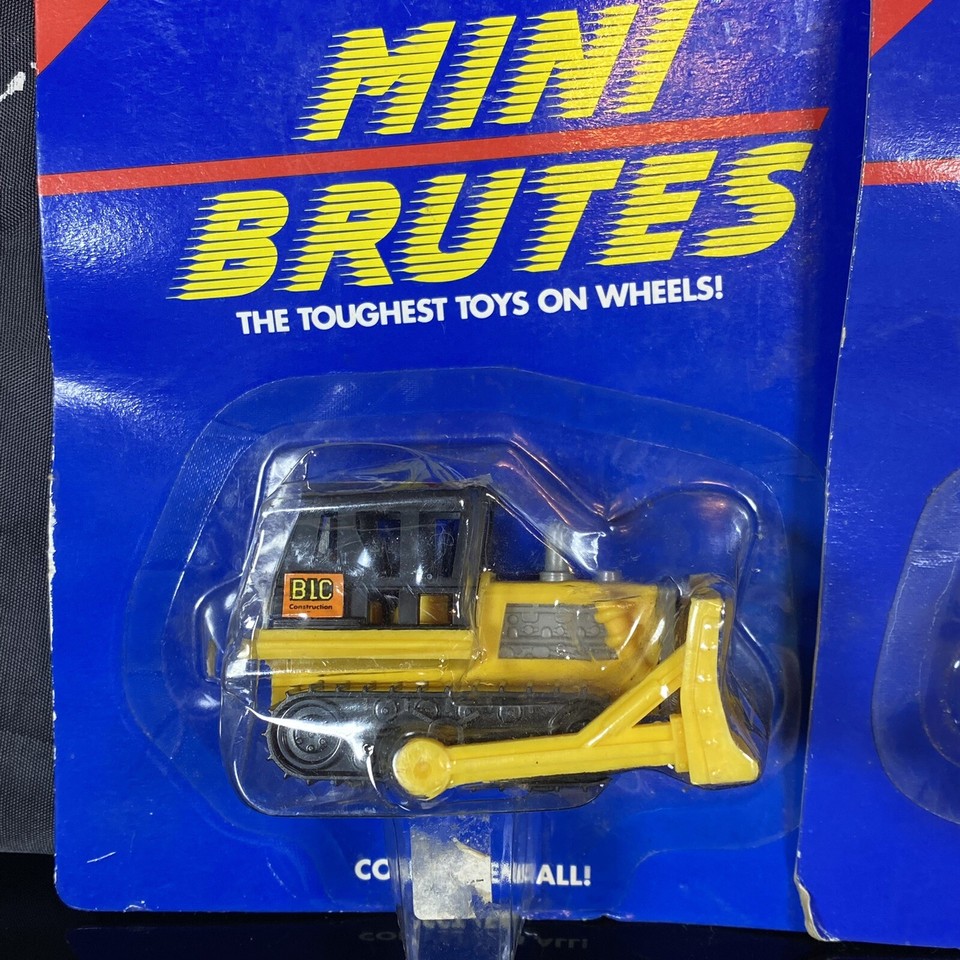 MINI
BRUTES
THE TOUGHEST TOYS ON WHEELS!
BIC
Construction
ALL!